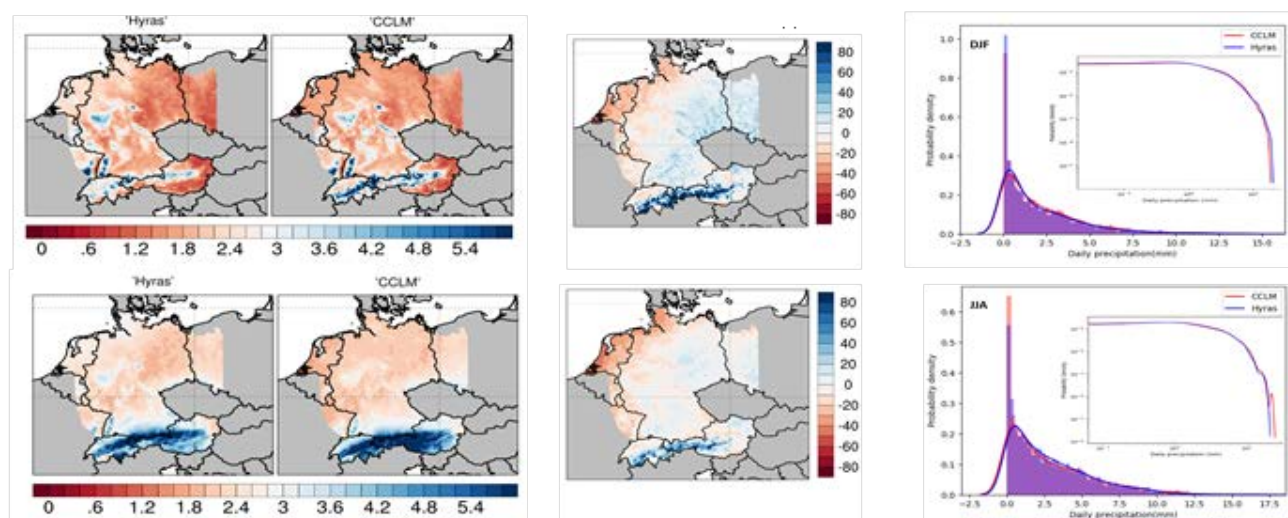 'Hyras' 'CCLM'
0 .6 1.2 1.8 2.4 3 3.6 4.2 4.8 5.4
80
60
40
20
0
-20
-40
-60
-80
DJF
CCLM
Hyras
Probability density
1.0
0.8
0.6
0.4
0.2
0.0
Daily precipitation (mm)
-2.5 0.0 2.5 5.0 7.5 10.0 12.5 15.0
Daily precipitation(mm)
'Hyras' 'CCLM'
0 .6 1.2 1.8 2.4 3 3.6 4.2 4.8 5.4
80
60
40
20
0
-20
-40
-60
-80
JJA
CCLM
Hyras
Probability density
0.6
0.5
0.4
0.3
0.2
0.1
0.0
Daily precipitation (mm)
-2.5 0.0 2.5 5.0 7.5 10.0 12.5 15.0 17.5
Daily precipitation(mm)